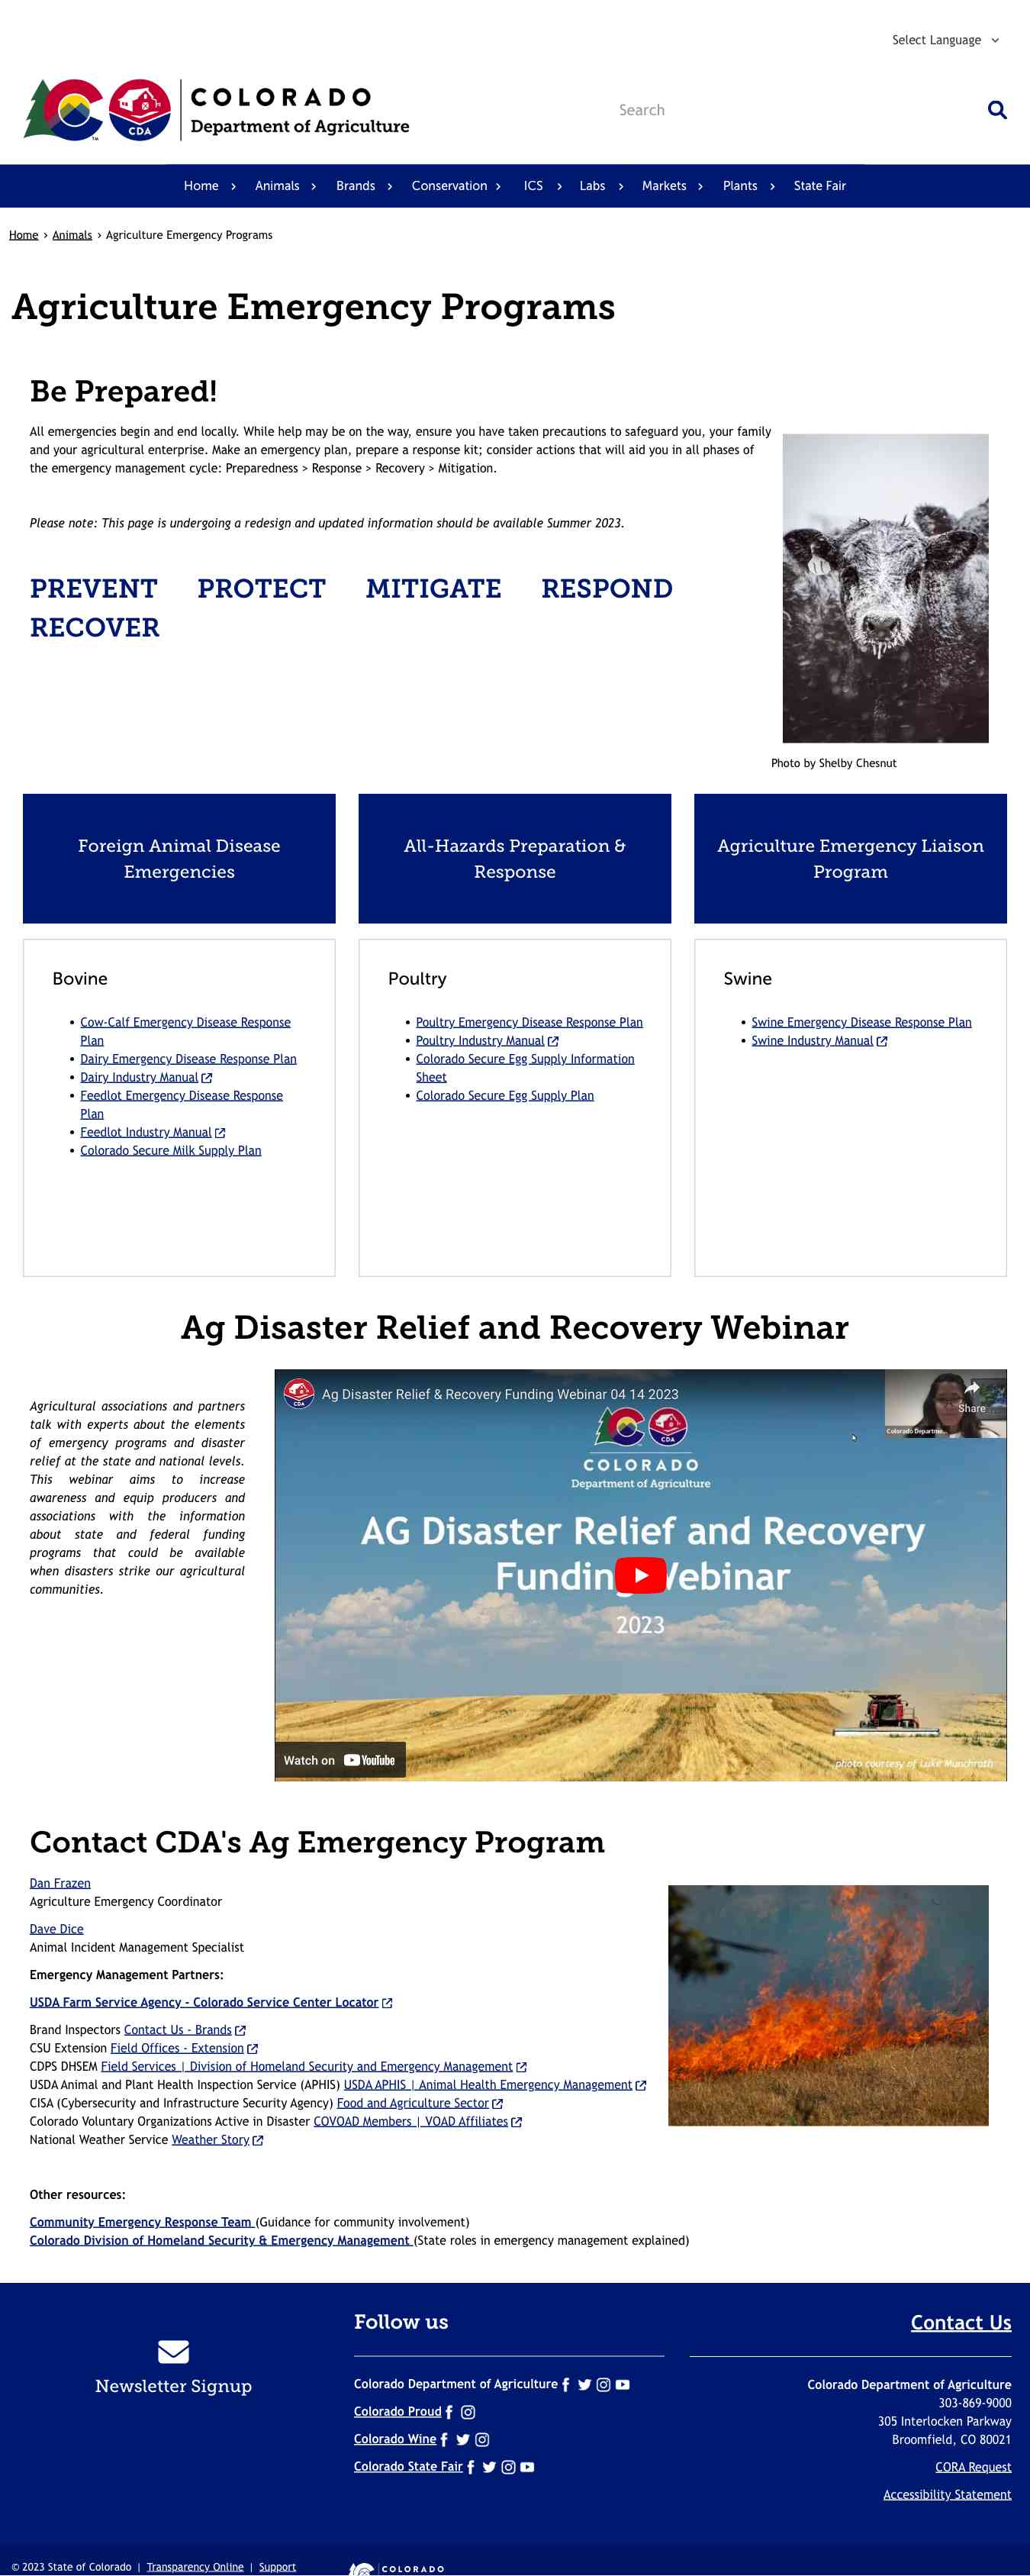 Select Language
COLORADO
Department of Agriculture
CDA
Search
Home Animals Brands Conservation ICS Labs Markets Plants State Fair
Home › Animals › Agriculture Emergency Programs
Agriculture Emergency Programs
Be Prepared!
All emergencies begin and end locally. While help may be on the way, ensure you have taken precautions to safeguard you, your family
and your agricultural enterprise. Make an emergency plan, prepare a response kit; consider actions that will aid you in all phases of
the emergency management cycle: Preparedness > Response > Recovery > Mitigation.
Please note: This page is undergoing a redesign and updated information should be available Summer 2023.
PREVENT PROTECT MITIGATE RESPOND
RECOVER
Photo by Shelby Chesnut
Foreign Animal Disease
Emergencies
All-Hazards Preparation &
Response
Agriculture Emergency Liaison
Program
Bovine
• Cow-Calf Emergency Disease Response
Plan
• Dairy Emergency Disease Response Plan
• Dairy Industry Manual
• Feedlot Emergency Disease Response
Plan
• Feedlot Industry Manual
• Colorado Secure Milk Supply Plan
Poultry
• Poultry Emergency Disease Response Plan
• Poultry Industry Manual
• Colorado Secure Egg Supply Information
Sheet
• Colorado Secure Egg Supply Plan
Swine
• Swine Emergency Disease Response Plan
• Swine Industry Manual
Ag Disaster Relief and Recovery Webinar
Agricultural associations and partners
talk with experts about the elements
of emergency programs and disaster
relief at the state and national levels.
This webinar aims to increase
awareness and equip producers and
associations with the information
about state and federal funding
programs that could be available
when disasters strike our agricultural
communities.
Ag Disaster Relief & Recovery Funding Webinar 04 14 2023
Share
Colorado Departme...
CDA
COLORADO
Department of Agriculture
AG Disaster Relief and Recovery
Funding Webinar
2023
Watch on YouTube
photo courtesy of Luke Munchrath
Contact CDA's Ag Emergency Program
Dan Frazen
Agriculture Emergency Coordinator
Dave Dice
Animal Incident Management Specialist
Emergency Management Partners:
USDA Farm Service Agency - Colorado Service Center Locator
Brand Inspectors Contact Us - Brands
CSU Extension Field Offices - Extension
CDPS DHSEM Field Services | Division of Homeland Security and Emergency Management
USDA Animal and Plant Health Inspection Service (APHIS) USDA APHIS | Animal Health Emergency Management
CISA (Cybersecurity and Infrastructure Security Agency) Food and Agriculture Sector
Colorado Voluntary Organizations Active in Disaster COVOAD Members | VOAD Affiliates
National Weather Service Weather Story
Other resources:
Community Emergency Response Team (Guidance for community involvement)
Colorado Division of Homeland Security & Emergency Management (State roles in emergency management explained)
Newsletter Signup
Follow us
Colorado Department of Agriculture
Colorado Proud
Colorado Wine
Colorado State Fair
Contact Us
Colorado Department of Agriculture
303-869-9000
305 Interlocken Parkway
Broomfield, CO 80021
CORA Request
Accessibility Statement
© 2023 State of Colorado | Transparency Online | Support
COLORADO